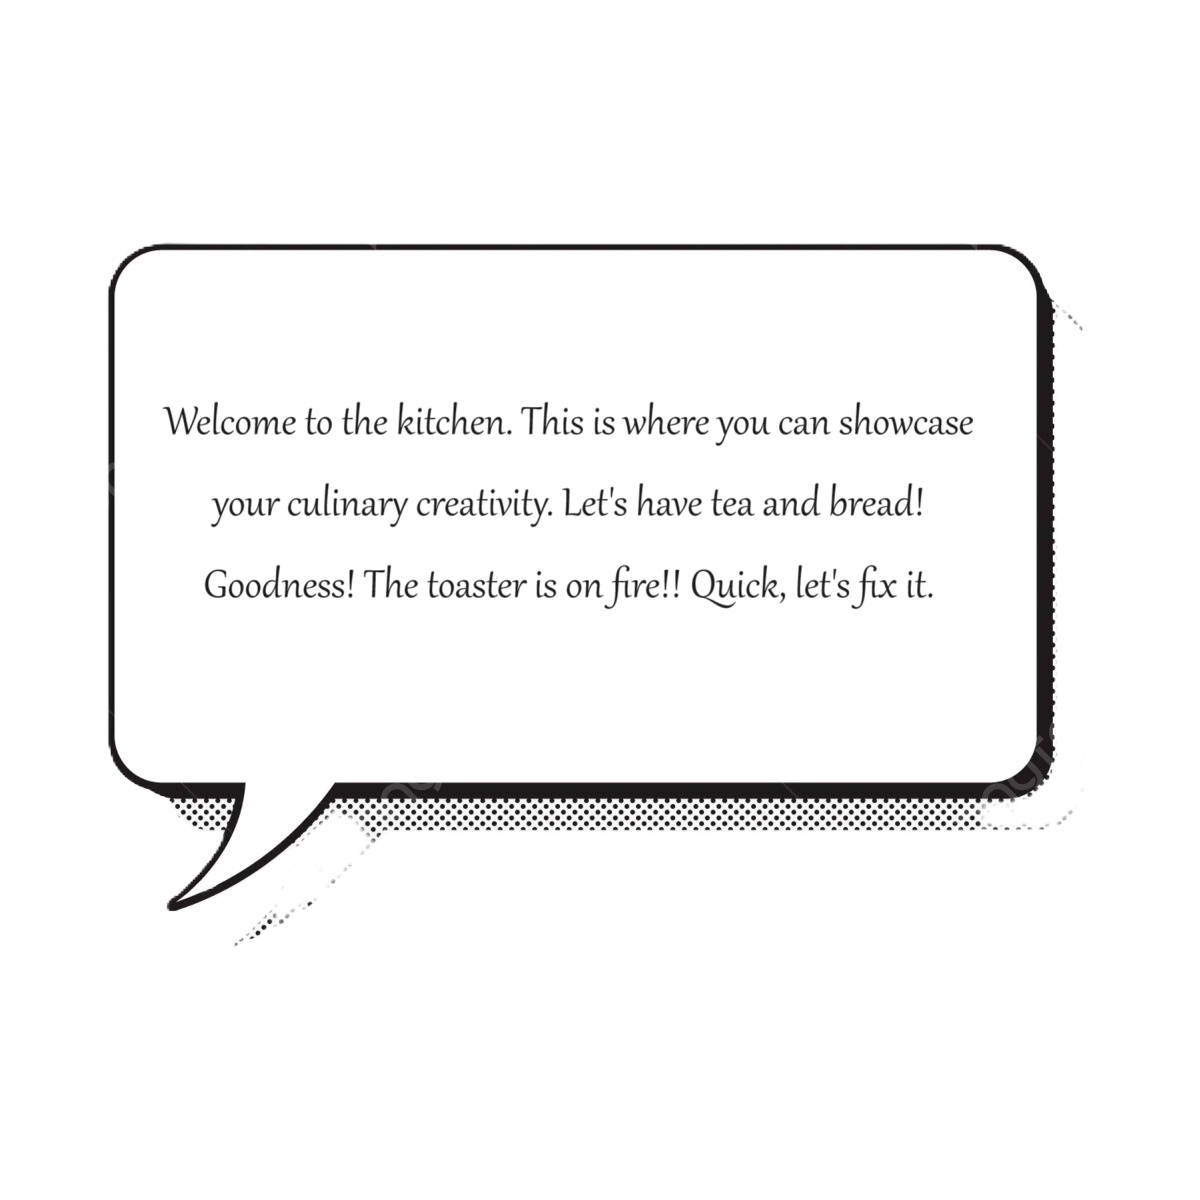 Welcome to the kitchen. This is where you can showcase
your culinary creativity. Let's have tea and bread!
Goodness! The toaster is on fire!! Quick, let's fix it.